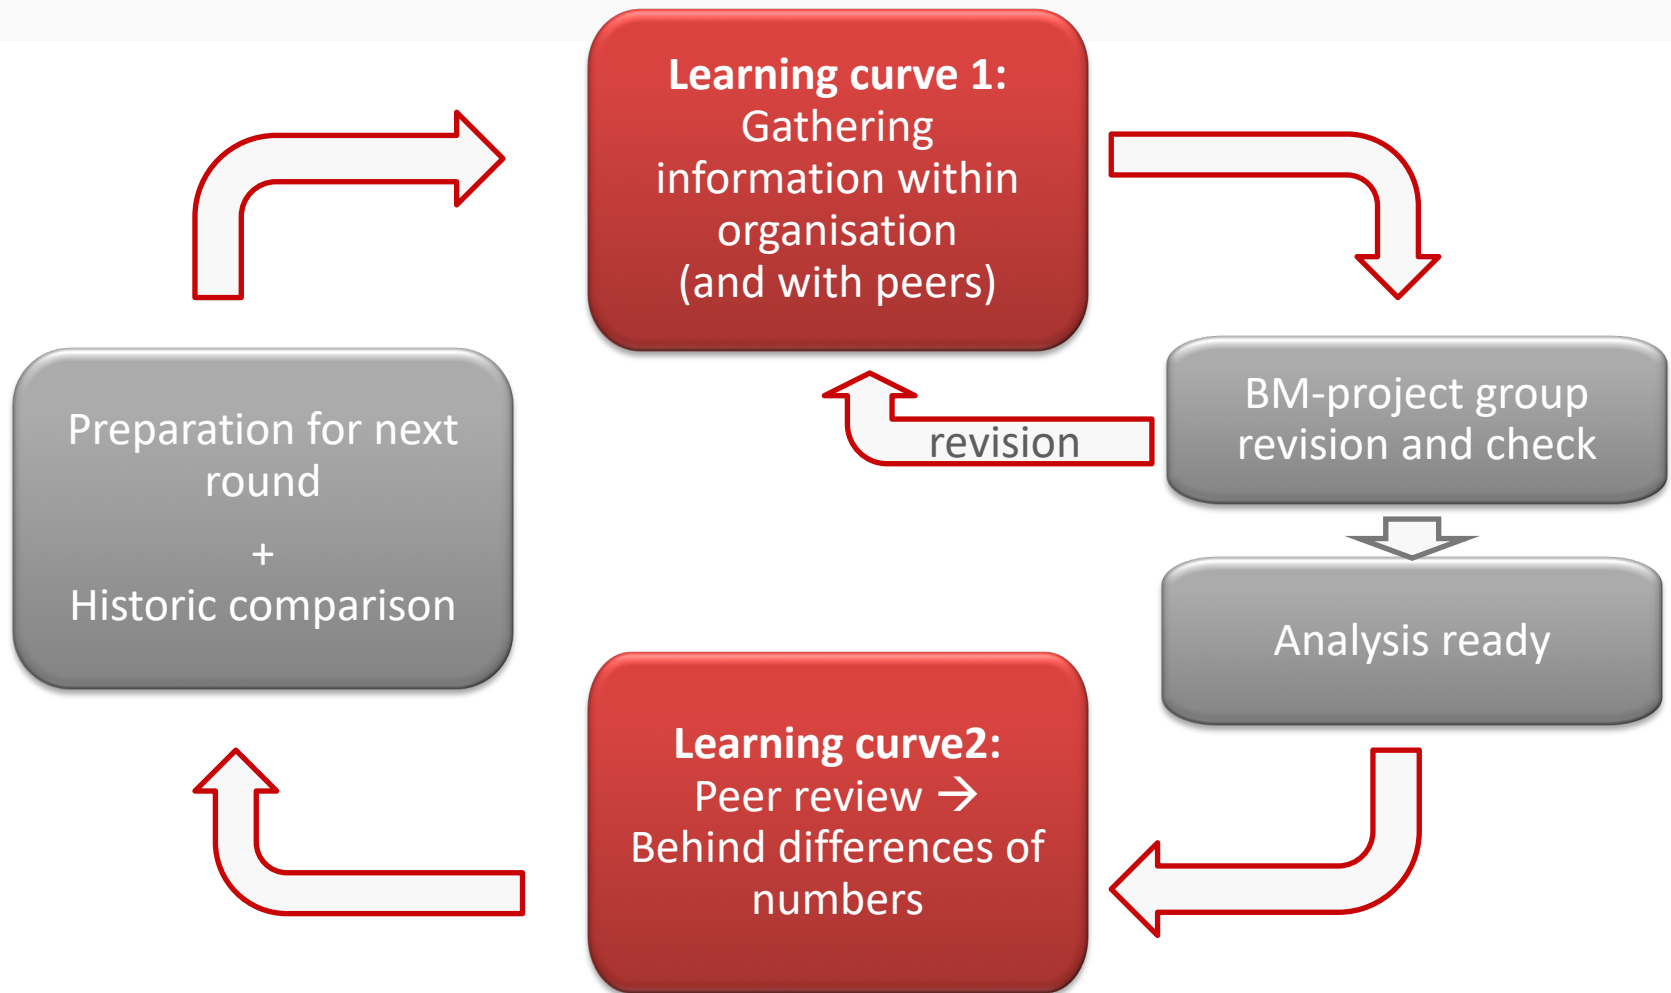 Learning curve 1:
Gathering
information within
organisation
(and with peers)
BM-project group
revision and check
revision
Analysis ready
Learning curve2:
Peer review →
Behind differences of
numbers
Preparation for next
round
+
Historic comparison